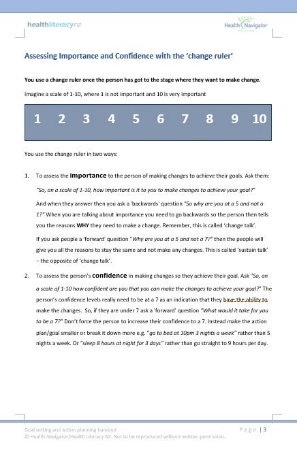 healthliteracynz
Health Navigator
Assessing Importance and Confidence with the 'change ruler'
You use a change ruler once the person has got to the stage where they want to make change.
Imagine a scale of 1-10, where 1 is not important and 10 is very important
1 2 3 4 5 6 7 8 9 10
You use the change ruler in two ways:
1. To assess the importance to the person of making changes to achieve their goals. Ask them:
"So, on a scale of 1-10, how important is it to you to make changes to achieve your goal?"
And when they answer then you ask a 'backwards' question "So why are you at a 5 and not a
1?" When you are talking about importance you need to go backwards so the person then tells
you the reasons WHY they need to make a change. Remember, this is called 'change talk'.
If you ask people a 'forward' question "Why are you at a 5 and not a 7?" then the people will
give you all the reasons to stay the same and not make any changes. This is called 'sustain talk'
– the opposite of 'change talk'.
2. To assess the person's confidence in making changes so they achieve their goal. Ask "So, on
a scale of 1-10 how confident are you that you can make the changes to achieve your goal?" The
person's confidence levels really need to be at a 7 as an indication that they have the ability to
make the changes. So, if they are under 7 ask a 'forward' question "What would it take for you
to be a 7?" Don't force the person to increase their confidence to a 7. Instead make the action
plan/goal smaller or break it down more e.g. "go to bed at 10pm 3 nights a week" rather than 5
nights a week. Or "sleep 8 hours at night for 3 days" rather than go straight to 9 hours per day.
Goal setting and action planning handout
Page | 3
© Health Navigator/Health Literacy NZ. Not to be reproduced without written permission.